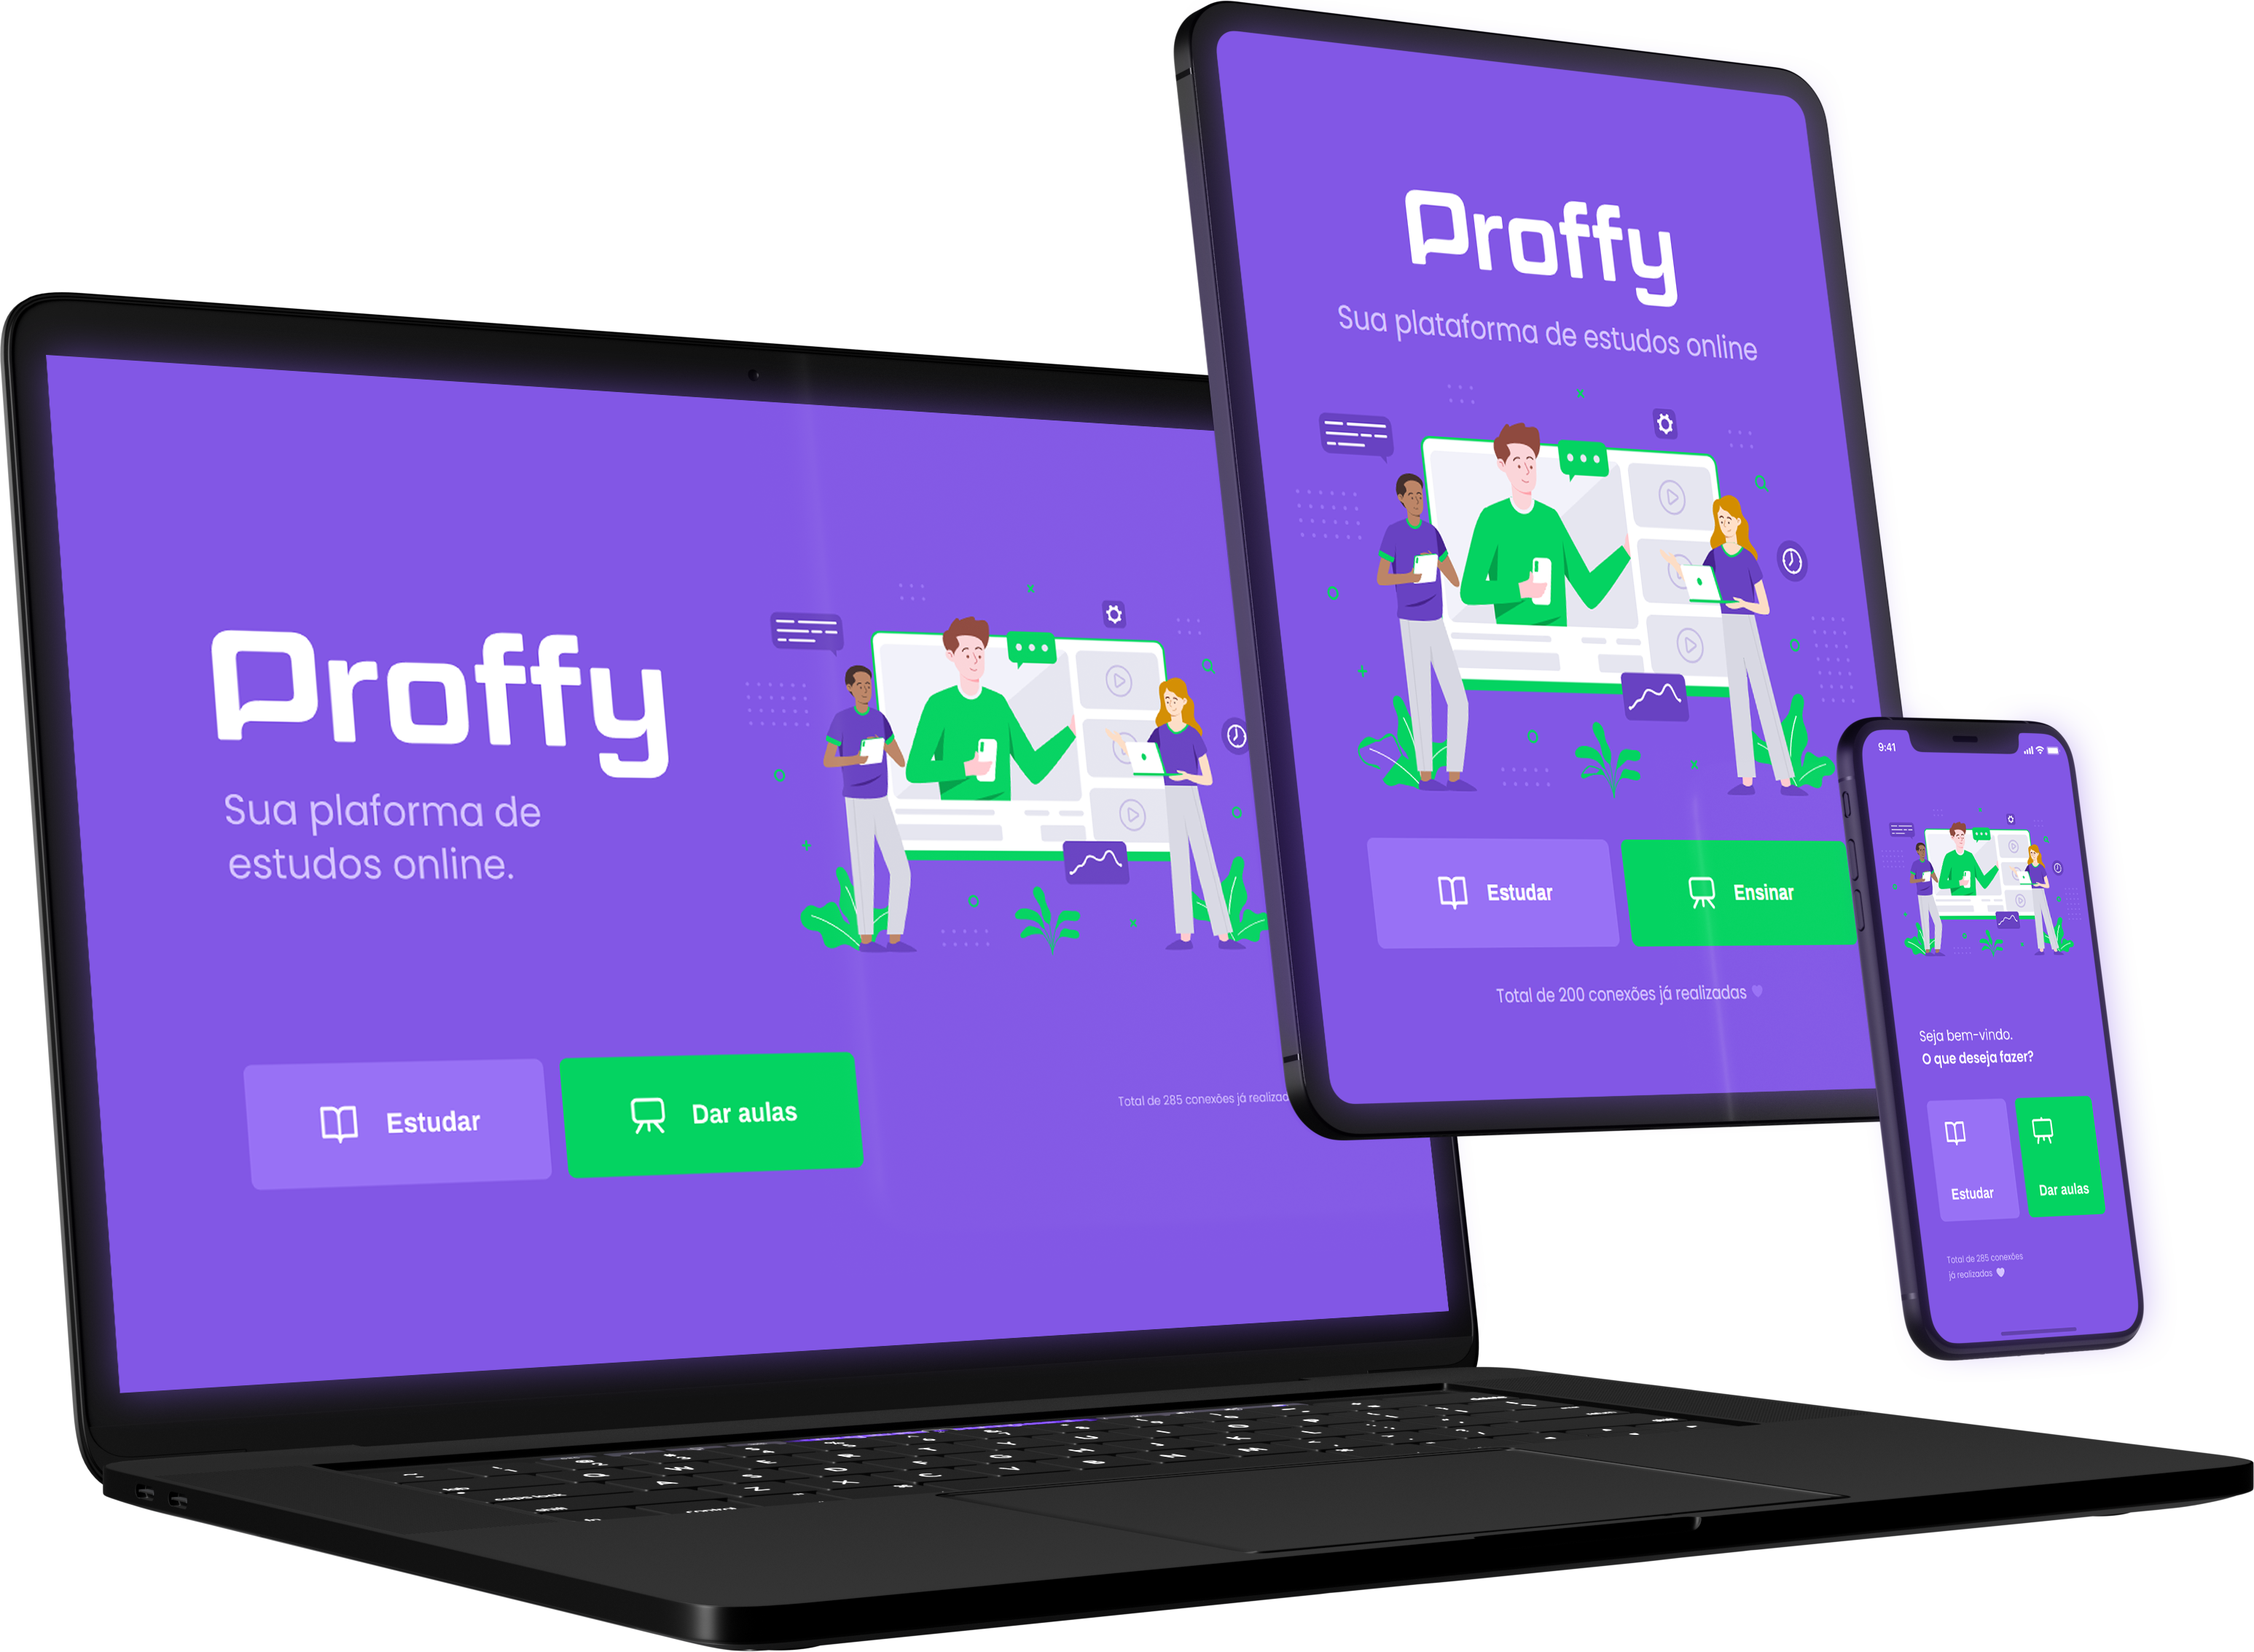 Proffy
Sua plaforma de
estudos online.
Estudar
Dar aulas
Total de 285 conexões já
Proffy
Sua plataforma de estudos online
Estudar
Ensinar
Total de 200 conexões já realizadas
9:41
Seja bem-vindo.
O que deseja fazer?
Estudar
Dar aulas
Total de 285 conexões
já realizadas